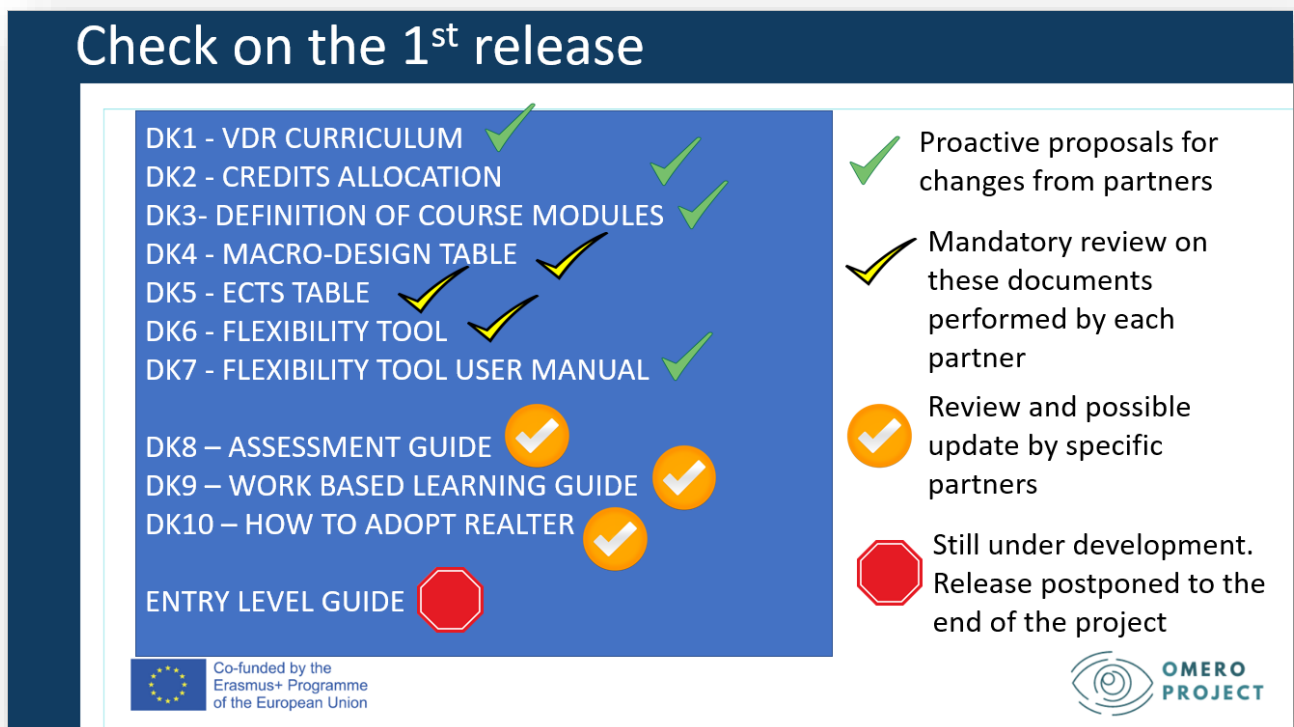 Check on the 1st release
DK1 - VDR CURRICULUM
DK2 - CREDITS ALLOCATION
DK3- DEFINITION OF COURSE MODULES
DK4 - MACRO-DESIGN TABLE
DK5 - ECTS TABLE
DK6 - FLEXIBILITY TOOL
DK7 - FLEXIBILITY TOOL USER MANUAL
DK8 – ASSESSMENT GUIDE
DK9 – WORK BASED LEARNING GUIDE
DK10 – HOW TO ADOPT REALTER
ENTRY LEVEL GUIDE
Proactive proposals for
changes from partners
Mandatory review on
these documents
performed by each
partner
Review and possible
update by specific
partners
Still under development.
Release postponed to the
end of the project
Co-funded by the
Erasmus+ Programme
of the European Union
OMERO
PROJECT